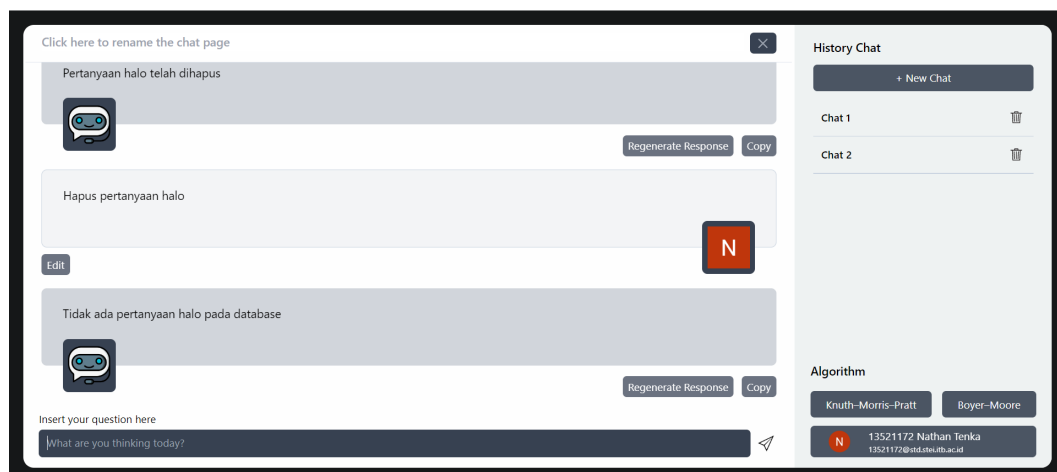 Click here to rename the chat page
Pertanyaan halo telah dihapus
Regenerate Response
Copy
Hapus pertanyaan halo
N
Edit
Tidak ada pertanyaan halo pada database
Regenerate Response
Copy
Insert your question here
What are you thinking today?
History Chat
+ New Chat
Chat 1
Chat 2
Algorithm
Knuth–Morris–Pratt
Boyer–Moore
N
13521172 Nathan Tenka
13521172@std.stei.itb.ac.id